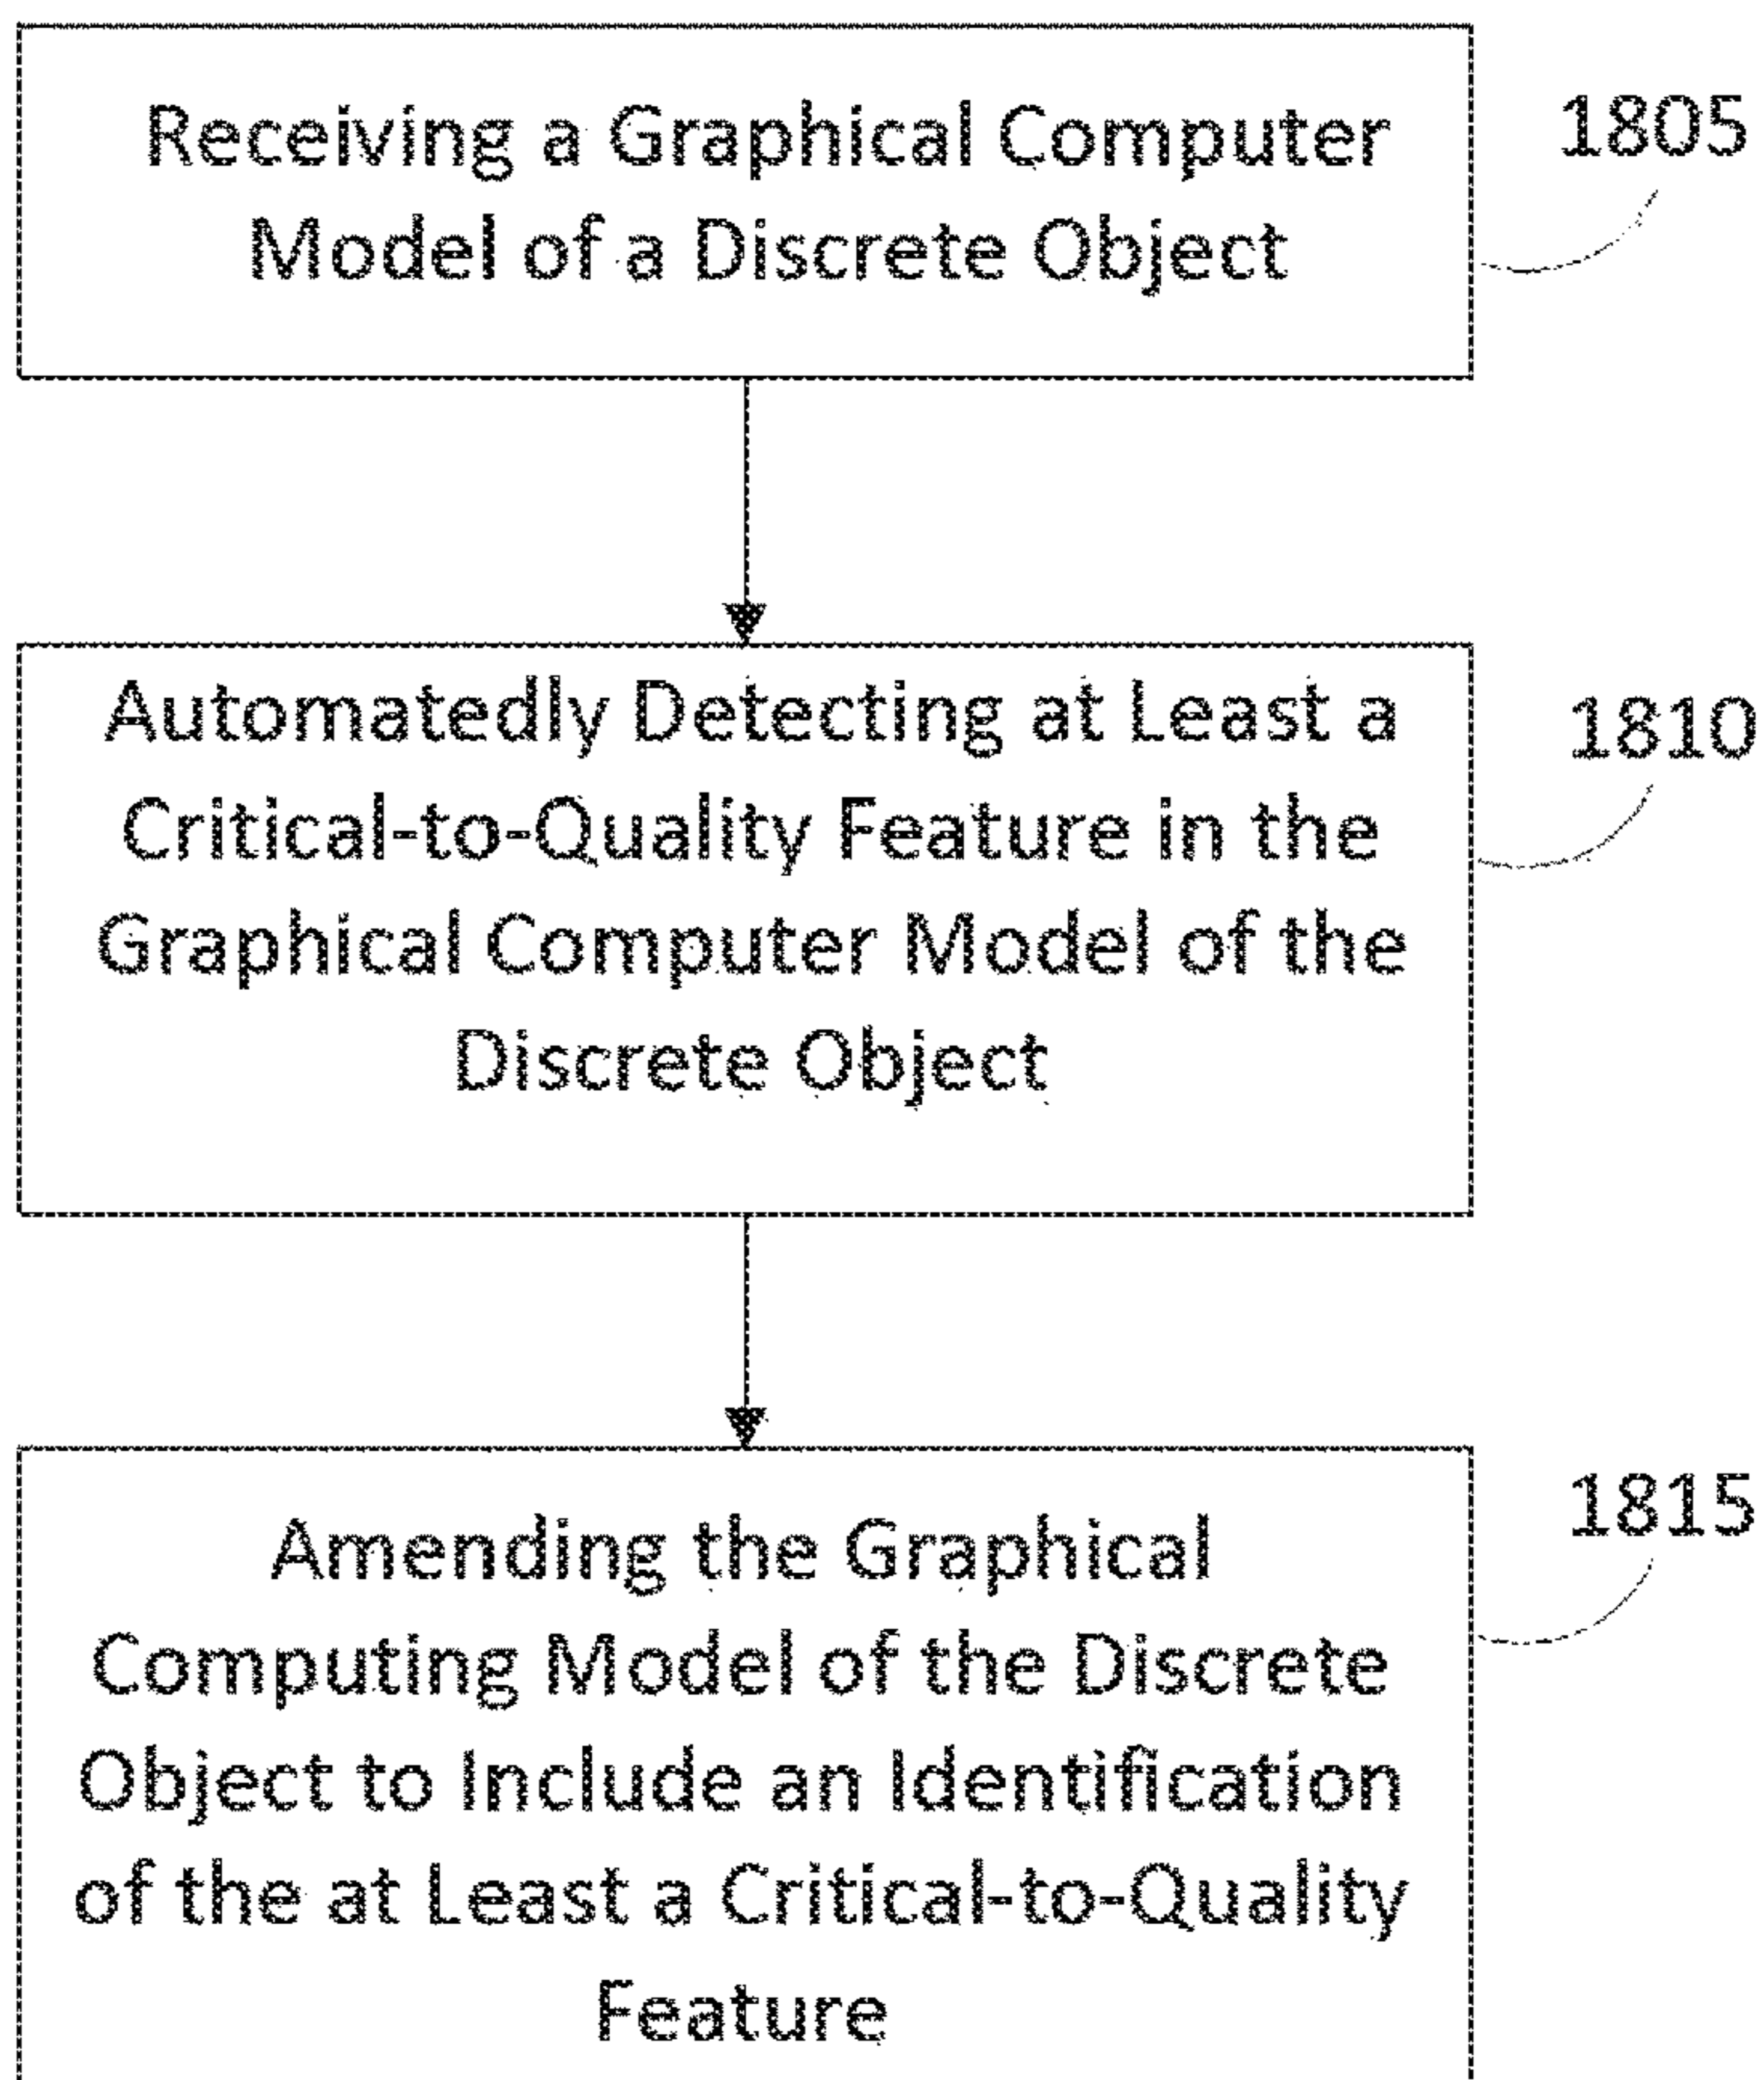 Receiving a Graphical Computer
Model of a Discrete Object
1805
Automatedly Detecting at Least a
Critical-to-Quality Feature in the
Graphical Computer Model of the
Discrete Object
1810
Amending the Graphical
Computing Model of the Discrete
Object to Include an Identification
of the at Least a Critical-to-Quality
Feature
1815